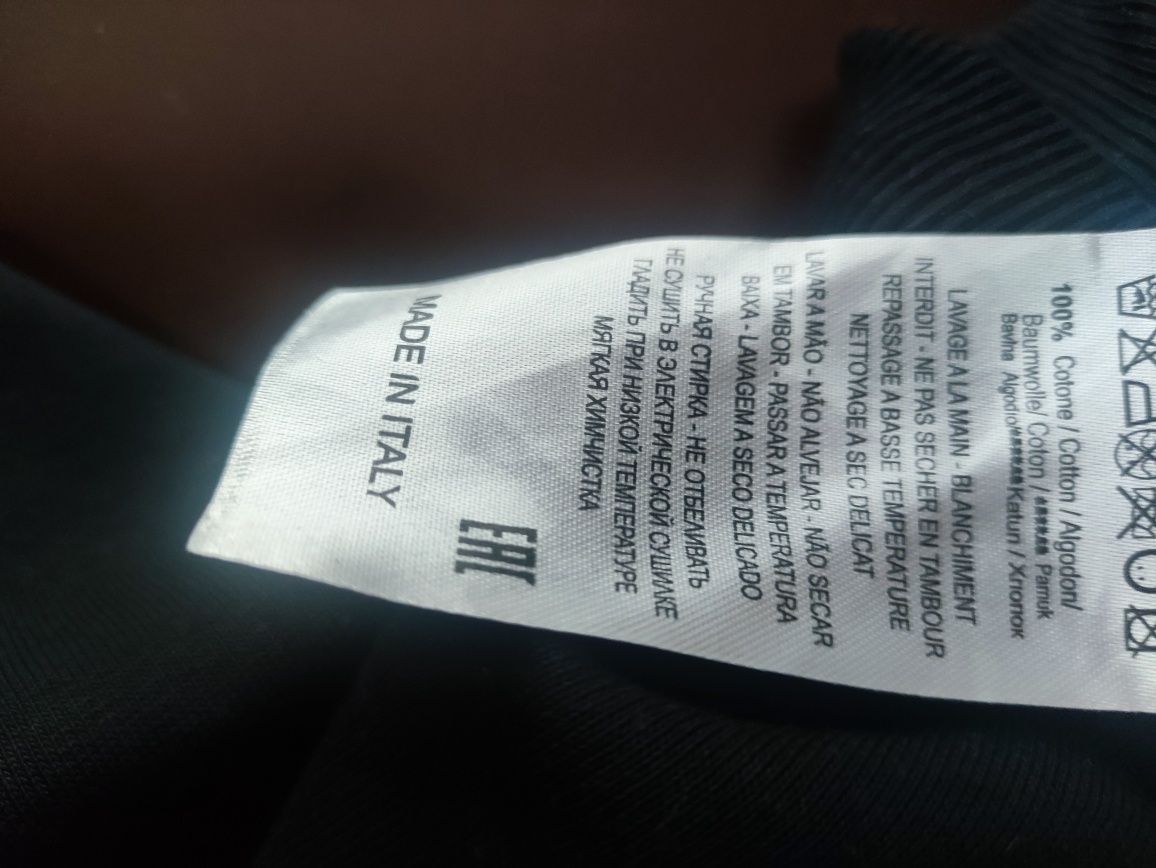 100% Cotone / Cotton / Algodon/
Baumwolle/ Coton / ***** Pamuk
Bavlna Algodio/*****Katun / Хлопок
LAVAGE A LA MAIN - BLANCHIMENT
INTERDIT - NE PAS SECHER EN TAMBOUR
REPASSAGE A BASSE TEMPERATURE
NETTOYAGE A SEC DELICAT
LAVAR A MÃO - NÃO ALVEJAR - NÃO SECAR
EM TAMBOR - PASSAR A TEMPERATURA
BAIXA - LAVAGEM A SECO DELICADO
РУЧНАЯ СТИРКА - НЕ ОТБЕЛИВАТЬ
НЕ СУШИТЬ В ЭЛЕКТРИЧЕСКОЙ СУШИЛКЕ
ГЛАДИТЬ ПРИ НИЗКОЙ ТЕМПЕРАТУРЕ
МЯГКАЯ ХИМЧИСТКА
EAC
MADE IN ITALY